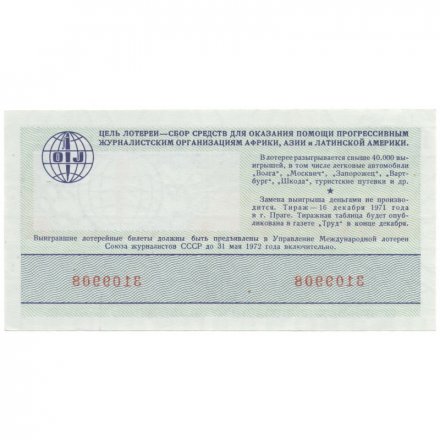 OIJ
ЦЕЛЬ ЛОТЕРЕИ—СБОР СРЕДСТВ ДЛЯ ОКАЗАНИЯ ПОМОЩИ ПРОГРЕССИВНЫМ
ЖУРНАЛИСТСКИМ ОРГАНИЗАЦИЯМ АФРИКИ, АЗИИ и ЛАТИНСКОЙ АМЕРИКИ.
В лотерее разыгрывается свыше 40.000 вы-
игрышей, в том числе легковые автомобили
„Волга", „Москвич", „Запорожец", „Варт-
бург", „Шкода", туристские путевки и др.
Замена выигрыша деньгами не произво-
дится. Тираж—16 декабря 1971 года
в г. Праге. Тиражная таблица будет опуб-
ликована в газете „Труд" в конце декабря.
Выигравшие лотерейные билеты должны быть предъявлены в Управление Международной лотереи
Союза журналистов СССР до 31 мая 1972 года включительно.
3109908 3109908